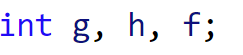 int g, h, f;